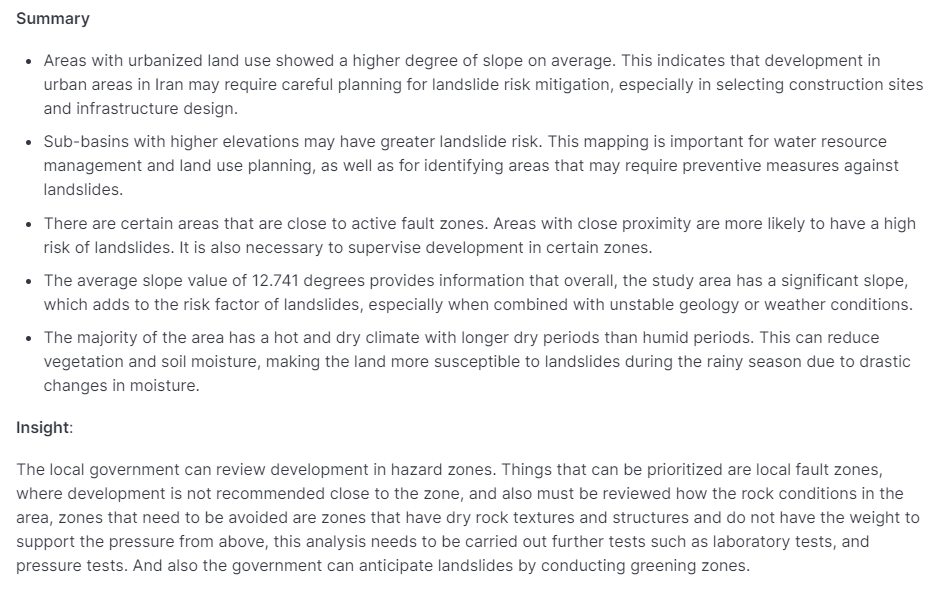 Summary
• Areas with urbanized land use showed a higher degree of slope on average. This indicates that development in
urban areas in Iran may require careful planning for landslide risk mitigation, especially in selecting construction sites
and infrastructure design.
• Sub-basins with higher elevations may have greater landslide risk. This mapping is important for water resource
management and land use planning, as well as for identifying areas that may require preventive measures against
landslides.
• There are certain areas that are close to active fault zones. Areas with close proximity are more likely to have a high
risk of landslides. It is also necessary to supervise development in certain zones.
• The average slope value of 12.741 degrees provides information that overall, the study area has a significant slope,
which adds to the risk factor of landslides, especially when combined with unstable geology or weather conditions.
• The majority of the area has a hot and dry climate with longer dry periods than humid periods. This can reduce
vegetation and soil moisture, making the land more susceptible to landslides during the rainy season due to drastic
changes in moisture.
Insight:
The local government can review development in hazard zones. Things that can be prioritized are local fault zones,
where development is not recommended close to the zone, and also must be reviewed how the rock conditions in the
area, zones that need to be avoided are zones that have dry rock textures and structures and do not have the weight to
support the pressure from above, this analysis needs to be carried out further tests such as laboratory tests, and
pressure tests. And also the government can anticipate landslides by conducting greening zones.